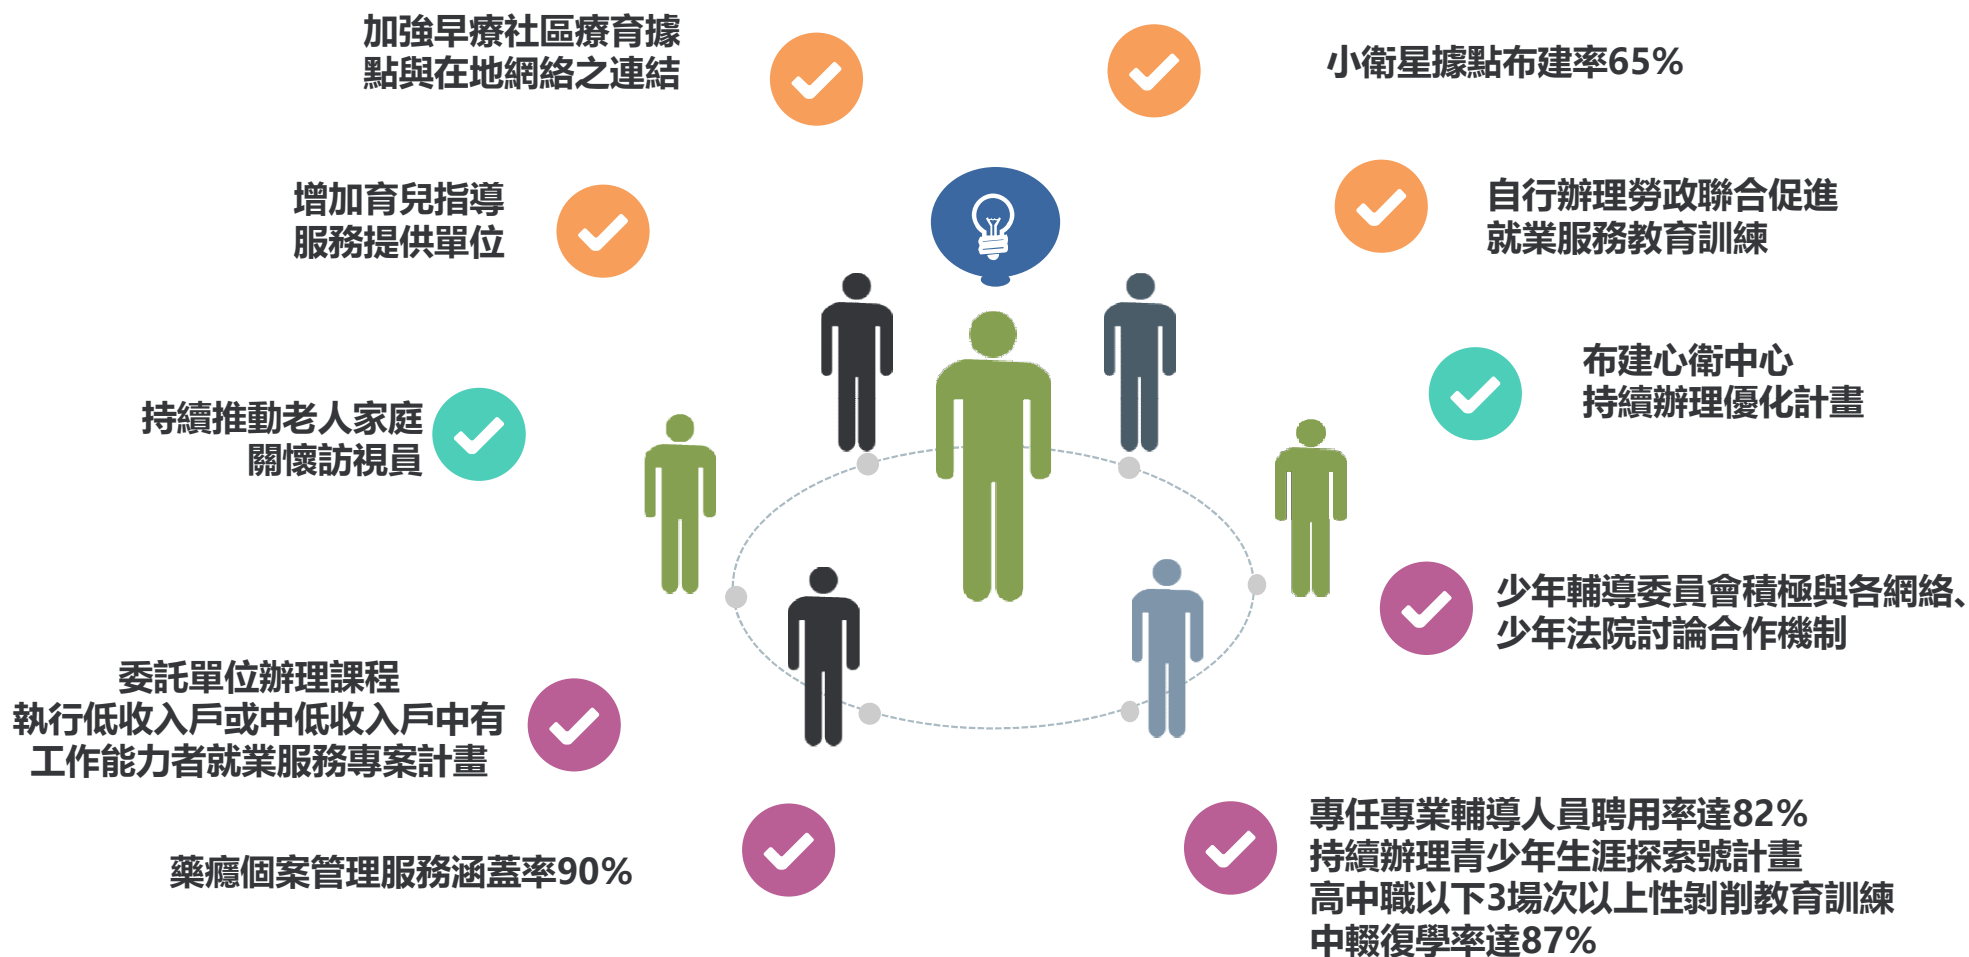 加強早療社區療育據
點與在地網絡之連結
小衛星據點布建率65%
增加育兒指導
服務提供單位
自行辦理勞政聯合促進
就業服務教育訓練
持續推動老人家庭
關懷訪視員
布建心衛中心
持續辦理優化計畫
少年輔導委員會積極與各網絡、
少年法院討論合作機制
委託單位辦理課程
執行低收入戶或中低收入戶中有
工作能力者就業服務專案計畫
藥癮個案管理服務涵蓋率90%
專任專業輔導人員聘用率達82%
持續辦理青少年生涯探索號計畫
高中職以下3場次以上性剝削教育訓練
中輟復學率達87%